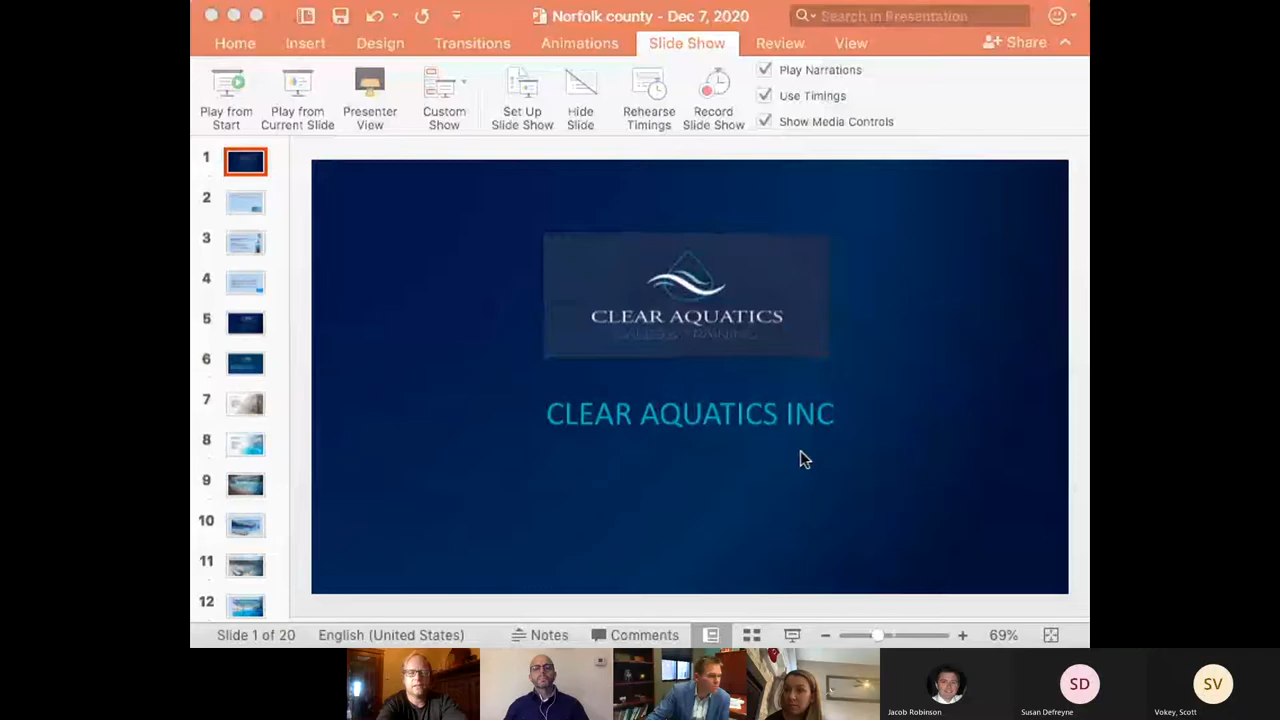 Norfolk county - Dec 7, 2020
Search in Presentation
Home Insert Design Transitions Animations Slide Show Review View Share
Play from Start
Play from Current Slide
Presenter View
Custom Show
Set Up Slide Show
Hide Slide
Rehearse Timings
Record Slide Show
Play Narrations
Use Timings
Show Media Controls
1
2
3
4
5
6
7
8
9
10
11
12
CLEAR AQUATICS
CLEAR AQUATICS INC
Slide 1 of 20 English (United States) Notes Comments 69%
SD
SV
Jacob Robinson Susan Defreyne Vokey, Scott